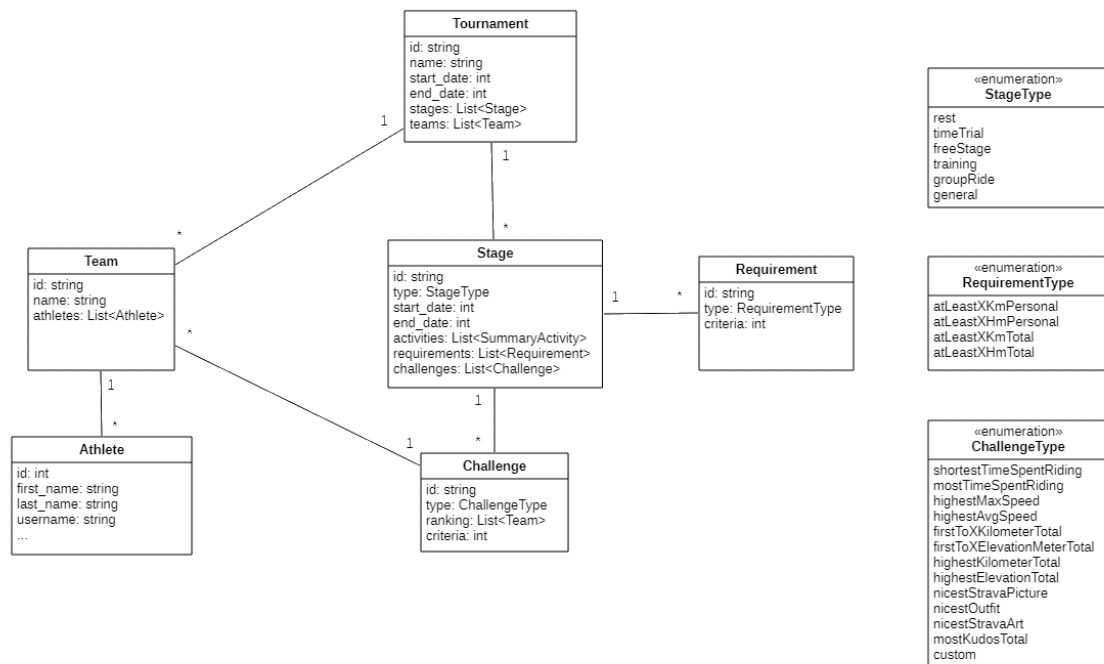 Tournament
id: string
name: string
start_date: int
end_date: int
stages: List<Stage>
teams: List<Team>
1
1
*
*
Team
id: string
name: string
athletes: List<Athlete>
*
1
*
Athlete
id: int
first_name: string
last_name: string
username: string
...
Stage
id: string
type: StageType
start_date: int
end_date: int
activities: List<SummaryActivity>
requirements: List<Requirement>
challenges: List<Challenge>
1
*
1
*
1
Requirement
id: string
type: RequirementType
criteria: int
Challenge
id: string
type: ChallengeType
ranking: List<Team>
criteria: int
«enumeration»
StageType
rest
timeTrial
freeStage
training
groupRide
general
«enumeration»
RequirementType
atLeastXKmPersonal
atLeastXHmPersonal
atLeastXKmTotal
atLeastXHmTotal
«enumeration»
ChallengeType
shortestTimeSpentRiding
mostTimeSpentRiding
highestMaxSpeed
highestAvgSpeed
firstToXKilometerTotal
firstToXElevationMeterTotal
highestKilometerTotal
highestElevationTotal
nicestStravaPicture
nicestOutfit
nicestStravaArt
mostKudosTotal
custom